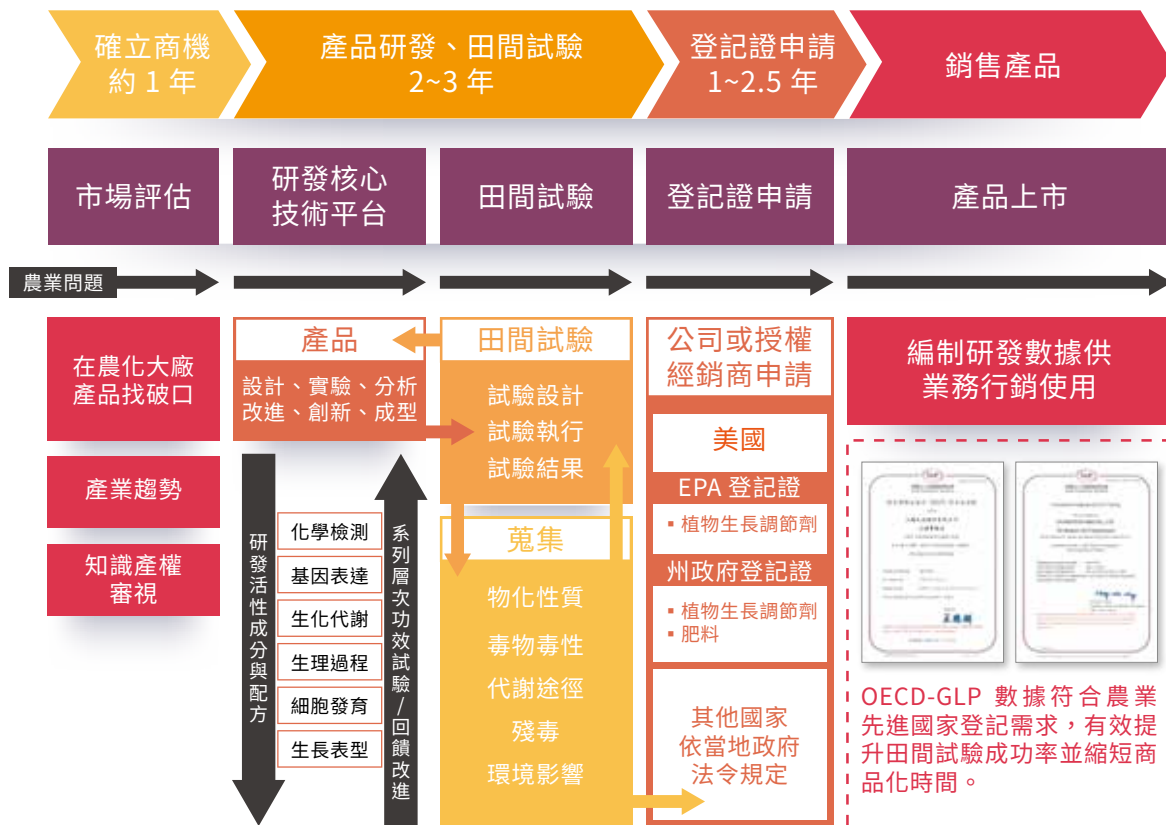 確立商機
約 1 年
產品研發、田間試驗
2~3 年
登記證申請
1~2.5 年
銷售產品
市場評估
研發核心
技術平台
田間試驗
登記證申請
產品上市
農業問題
在農化大廠
產品找破口
產業趨勢
知識產權
審視
產品
設計、實驗、分析
改進、創新、成型
研發活性成分與配方
化學檢測
基因表達
生化代謝
生理過程
細胞發育
生長表型
系列層次功效試驗/回饋改進
田間試驗
試驗設計
試驗執行
試驗結果
蒐集
物化性質
毒物毒性
代謝途徑
殘毒
環境影響
公司或授權
經銷商申請
美國
EPA 登記證
▪ 植物生長調節劑
州政府登記證
▪ 植物生長調節劑
▪ 肥料
其他國家
依當地政府
法令規定
編制研發數據供
業務行銷使用
OECD-GLP 數據符合農業
先進國家登記需求，有效提
升田間試驗成功率並縮短商
品化時間。